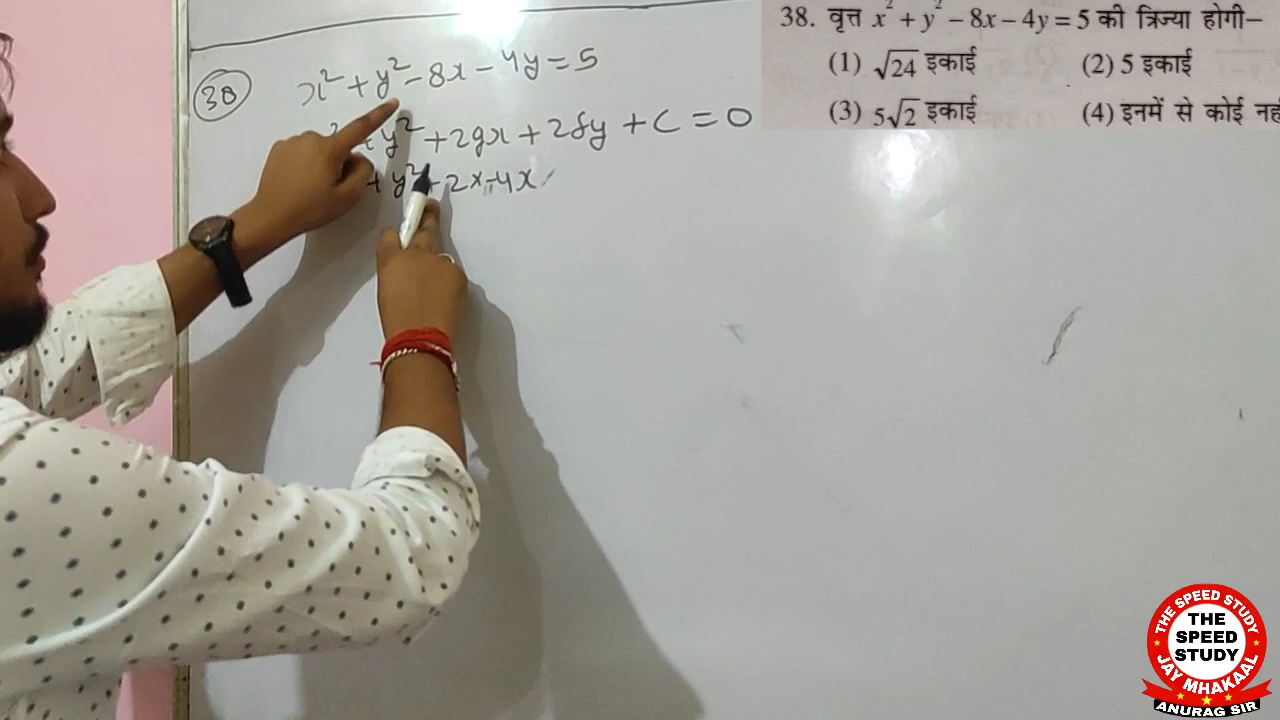 38. वृत्त x² + y² – 8x – 4y = 5 की त्रिज्या होगी–
(1) √24 इकाई (2) 5 इकाई
(3) 5√2 इकाई (4) इनमें से कोई नह
38 x² + y² – 8x – 4y = 5
² + y² + 2gx + 2fy + c = 0
+ y² – 2x-4x
THE SPEED STUDY
THE
SPEED
STUDY
JAY MHAKAAL
ANURAG SIR